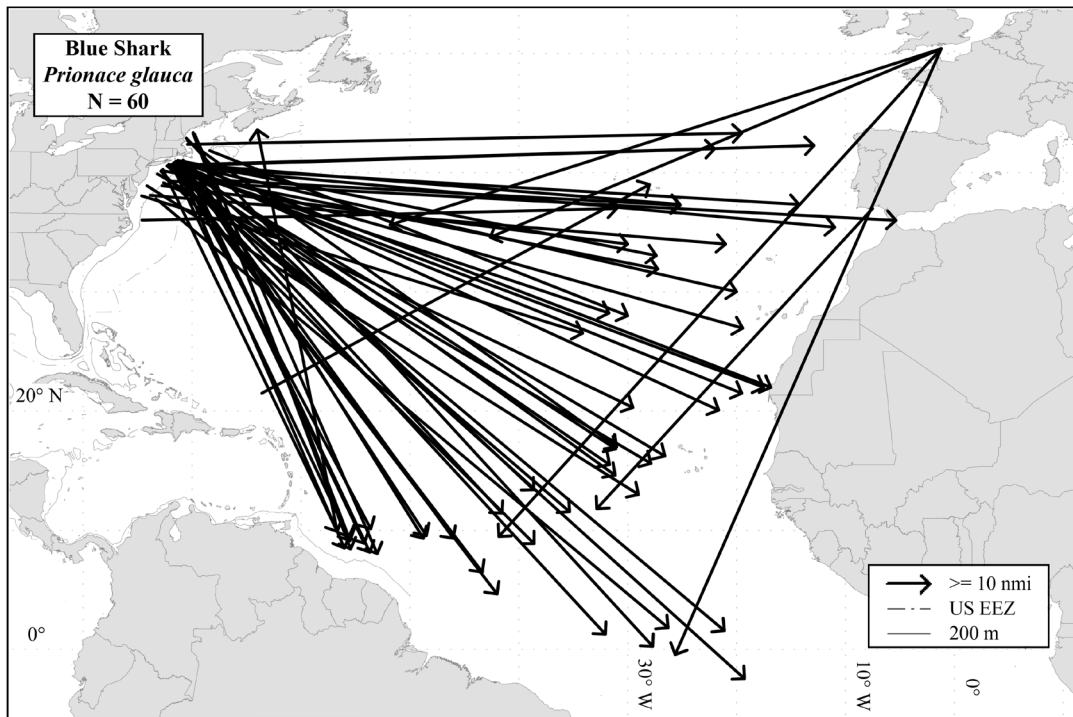 Blue Shark
Prionace glauca
N = 60
20° N
0°
30° W
10° W
0°
>= 10 nmi
US EEZ
200 m